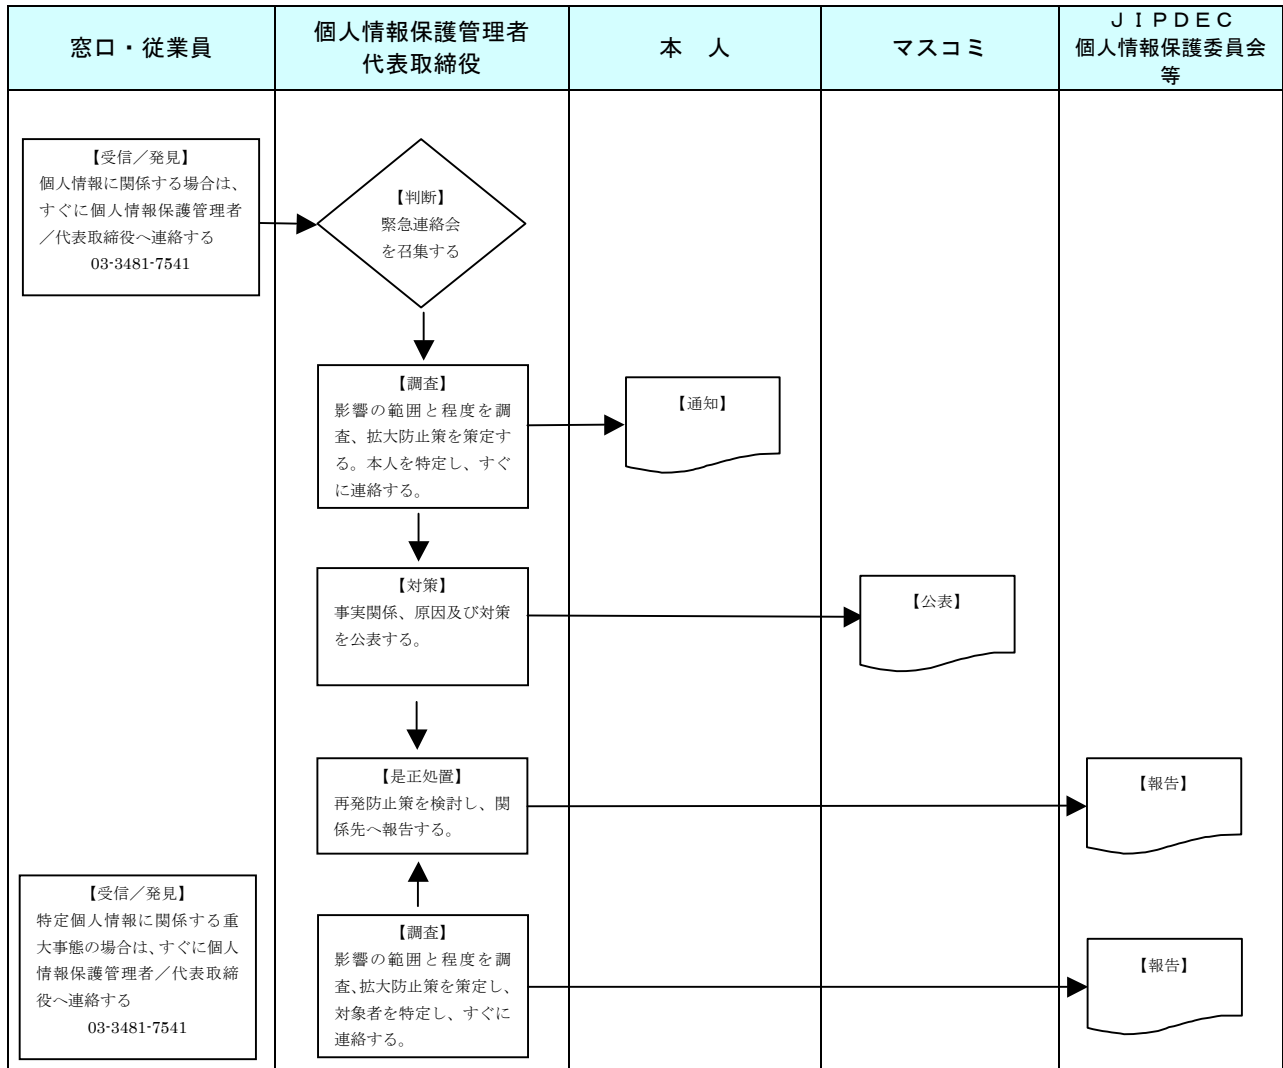 窓口・従業員
個人情報保護管理者
代表取締役
本　人
マスコミ
ＪＩＰＤＥＣ
個人情報保護委員会
等
【受信／発見】
個人情報に関係する場合は、
すぐに個人情報保護管理者
／代表取締役へ連絡する
03-3481-7541
【判断】
緊急連絡会
を召集する
【調査】
影響の範囲と程度を調
査、拡大防止策を策定す
る。本人を特定し、すぐ
に連絡する。
【通知】
【対策】
事実関係、原因及び対策
を公表する。
【公表】
【是正処置】
再発防止策を検討し、関
係先へ報告する。
【報告】
【受信／発見】
特定個人情報に関係する重
大事態の場合は、すぐに個人
情報保護管理者／代表取締
役へ連絡する
03-3481-7541
【調査】
影響の範囲と程度を調
査、拡大防止策を策定し、
対象者を特定し、すぐに
連絡する。
【報告】